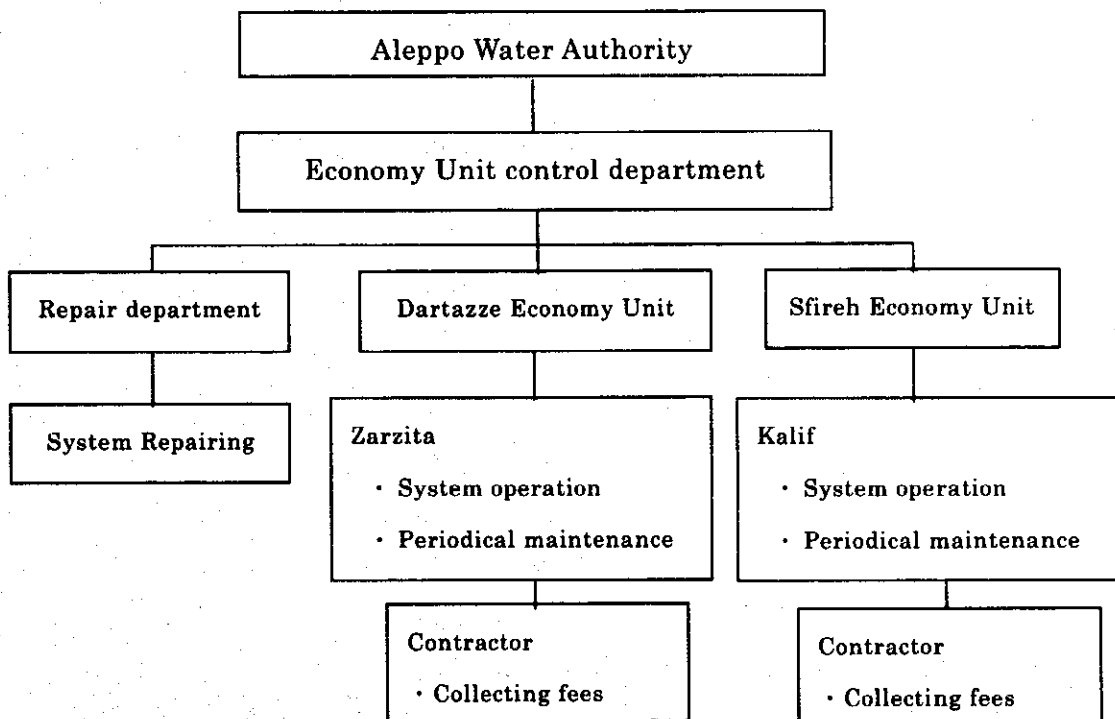 Aleppo Water Authority
Economy Unit control department
Repair department
Dartazze Economy Unit
Sfireh Economy Unit
System Repairing
Zarzita
・ System operation
・ Periodical maintenance
Kalif
・ System operation
・ Periodical maintenance
Contractor
・ Collecting fees
Contractor
・ Collecting fees